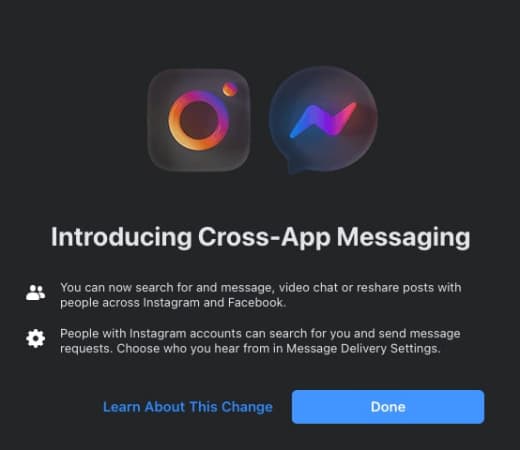 Introducing Cross-App Messaging
You can now search for and message, video chat or reshare posts with
people across Instagram and Facebook.
People with Instagram accounts can search for you and send message
requests. Choose who you hear from in Message Delivery Settings.
Learn About This Change
Done